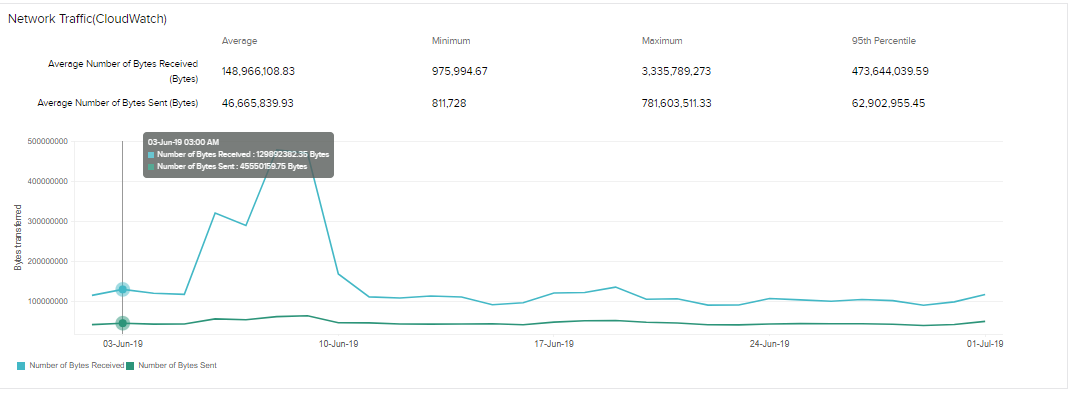 Network Traffic(CloudWatch)
Average Minimum Maximum 95th Percentile
Average Number of Bytes Received
(Bytes)
148,966,108.83 975,994.67 3,335,789,273 473,644,039.59
Average Number of Bytes Sent (Bytes) 46,665,839.93 811,728 781,603,511.33 62,902,955.45
03-Jun-19 03:00 AM
Number of Bytes Received : 129892382.35 Bytes
Number of Bytes Sent : 45550159.75 Bytes
500000000
400000000
300000000
200000000
100000000
Bytes transferred
03-Jun-19 10-Jun-19 17-Jun-19 24-Jun-19 01-Jul-19
Number of Bytes Received Number of Bytes Sent